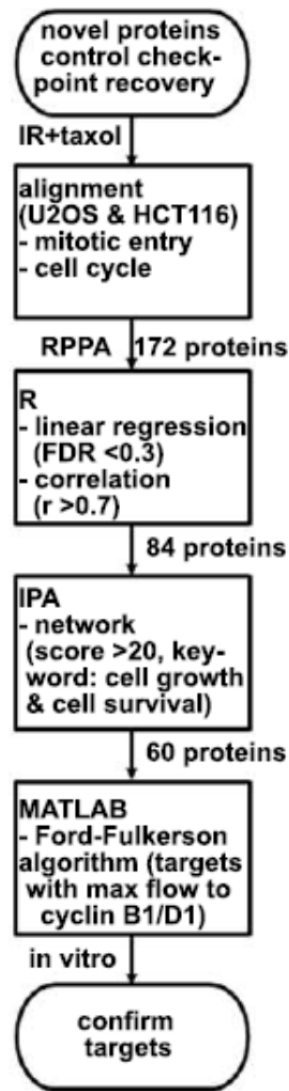 novel proteins
control check-
point recovery
IR+taxol
alignment
(U2OS & HCT116)
- mitotic entry
- cell cycle
RPPA 172 proteins
R
- linear regression
(FDR <0.3)
- correlation
(r >0.7)
84 proteins
IPA
- network
(score >20, key-
word: cell growth
& cell survival)
60 proteins
MATLAB
- Ford-Fulkerson
algorithm (targets
with max flow to
cyclin B1/D1)
in vitro
confirm
targets